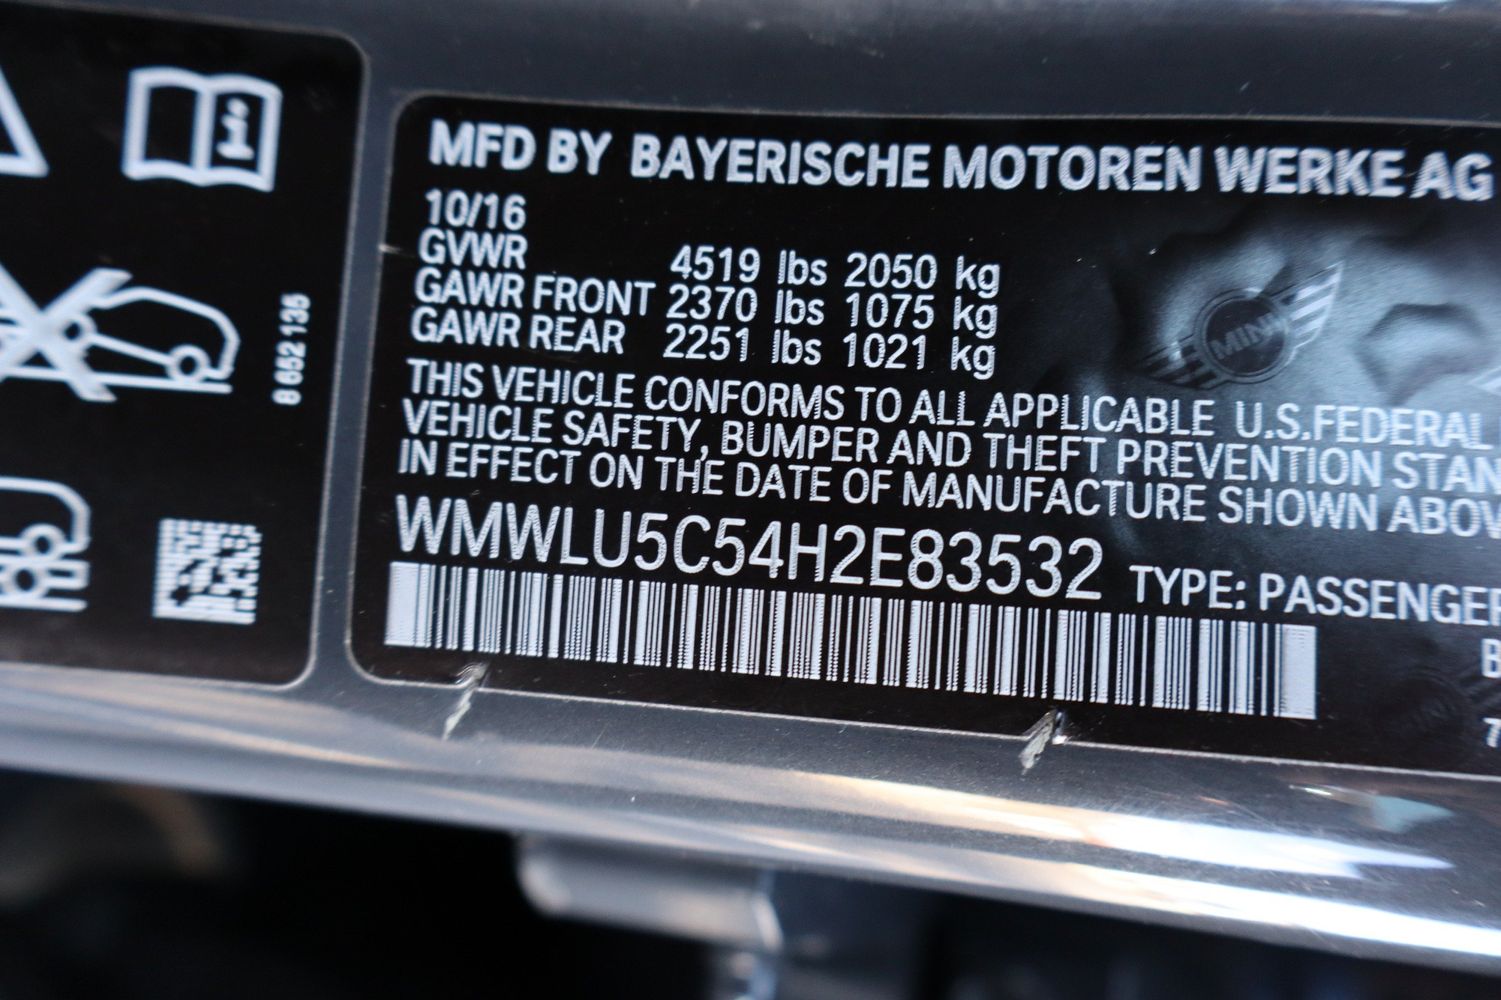 MFD BY BAYERISCHE MOTOREN WERKE AG
10/16
GVWR 4519 lbs 2050 kg
GAWR FRONT 2370 lbs 1075 kg
GAWR REAR 2251 lbs 1021 kg
THIS VEHICLE CONFORMS TO ALL APPLICABLE U.S.FEDERAL
VEHICLE SAFETY, BUMPER AND THEFT PREVENTION STAN
IN EFFECT ON THE DATE OF MANUFACTURE SHOWN ABOV
WMWLU5C54H2E83532 TYPE: PASSENGER
8 652 135
MINI